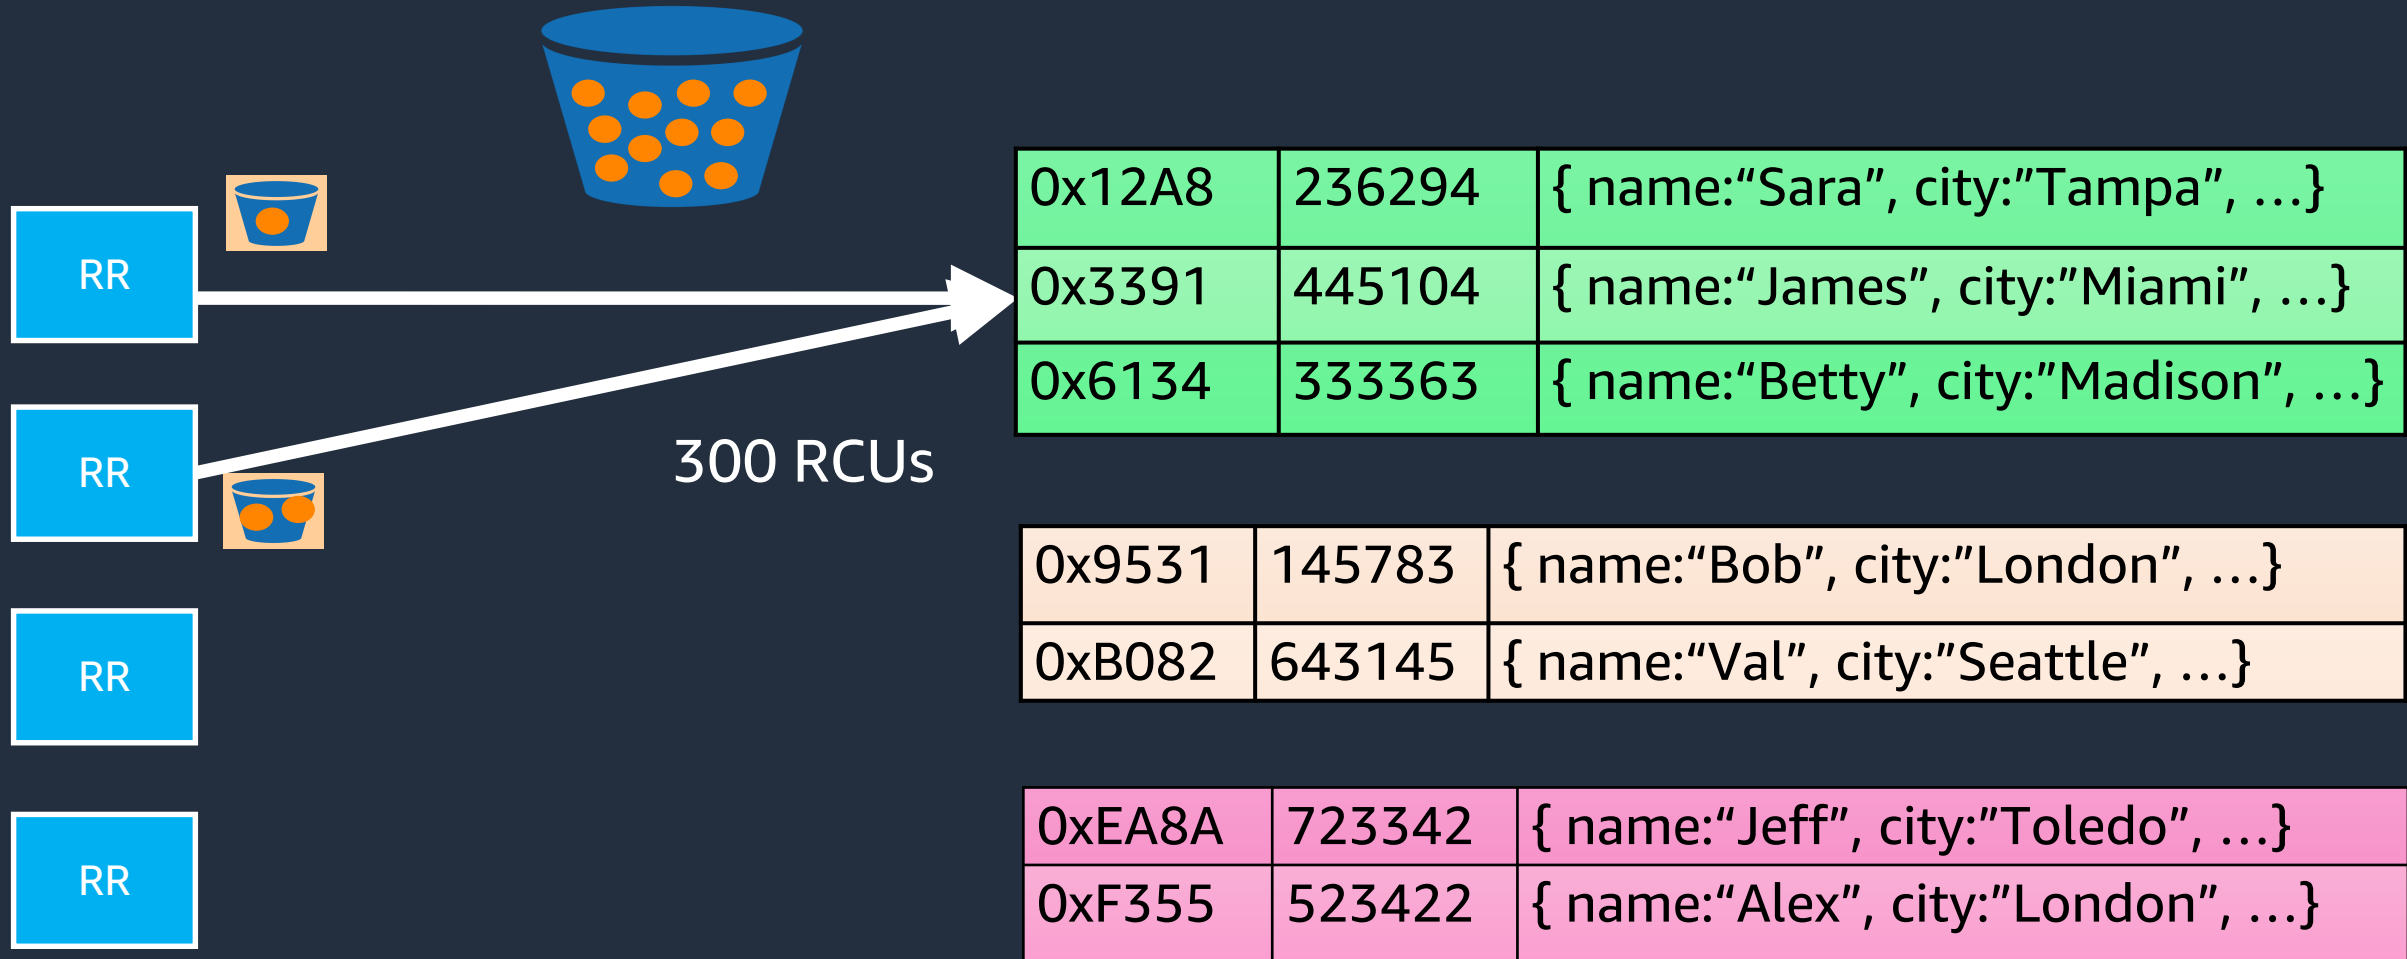 RR
RR
RR
RR
300 RCUs
0x12A8 236294 { name:“Sara”, city:”Tampa”, …}
0x3391 445104 { name:“James”, city:”Miami”, …}
0x6134 333363 { name:“Betty”, city:”Madison”, …}
0x9531 145783 { name:“Bob”, city:”London”, …}
0xB082 643145 { name:“Val”, city:”Seattle”, …}
0xEA8A 723342 { name:“Jeff”, city:”Toledo”, …}
0xF355 523422 { name:“Alex”, city:”London”, …}